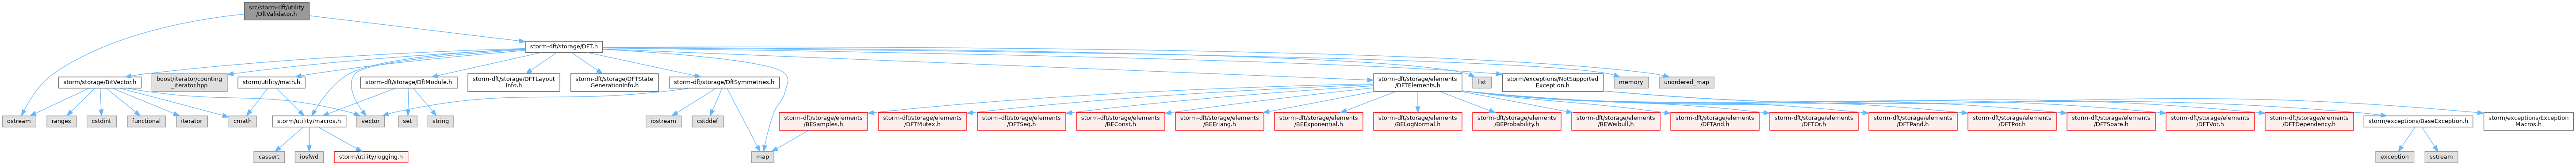 src/storm-dft/utility
/DftValidator.h
storm-dft/storage/DFT.h
storm/storage/BitVector.h
boost/iterator/counting
_iterator.hpp
storm/utility/math.h
storm-dft/storage/DftModule.h
storm-dft/storage/DFTLayout
Info.h
storm-dft/storage/DFTState
GenerationInfo.h
storm-dft/storage/DftSymmetries.h
storm-dft/storage/elements
/DFTElements.h
list
storm/exceptions/NotSupported
Exception.h
memory
unordered_map
ostream
ranges
cstdint
functional
iterator
cmath
storm/utility/macros.h
vector
set
string
iostream
cstddef
storm-dft/storage/elements
/BESamples.h
storm-dft/storage/elements
/DFTMutex.h
storm-dft/storage/elements
/DFTSeq.h
storm-dft/storage/elements
/BEConst.h
storm-dft/storage/elements
/BEErlang.h
storm-dft/storage/elements
/BEExponential.h
storm-dft/storage/elements
/BELogNormal.h
storm-dft/storage/elements
/BEProbability.h
storm-dft/storage/elements
/BEWeibull.h
storm-dft/storage/elements
/DFTAnd.h
storm-dft/storage/elements
/DFTOr.h
storm-dft/storage/elements
/DFTPand.h
storm-dft/storage/elements
/DFTPor.h
storm-dft/storage/elements
/DFTSpare.h
storm-dft/storage/elements
/DFTVot.h
storm-dft/storage/elements
/DFTDependency.h
storm/exceptions/BaseException.h
storm/exceptions/Exception
Macros.h
cassert
iosfwd
storm/utility/logging.h
map
exception
sstream